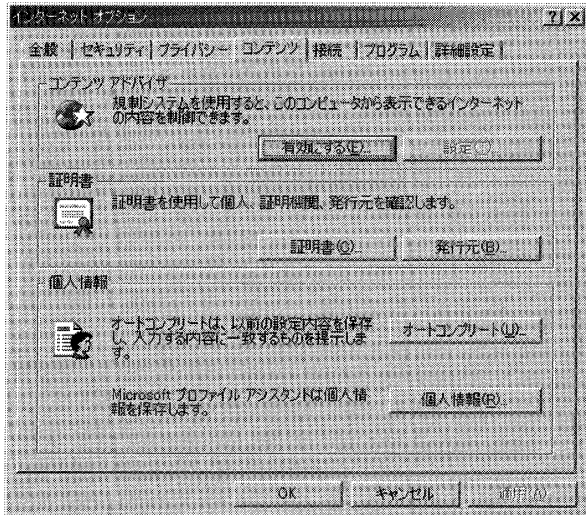 インターネット オプション
全般 セキュリティ プライバシー コンテンツ 接続 プログラム 詳細設定
コンテンツ アドバイザ
規制システムを使用すると、このコンピュータから表示できるインターネット
の内容を制御できます。
有効にする(E)... 設定(T)...
証明書
証明書を使用して個人、証明機関、発行元を確認します。
証明書(C)... 発行元(B)...
個人情報
オートコンプリートは、以前の設定内容を保存
し、入力する内容に一致するものを提示しま
す。
オートコンプリート(U)...
Microsoft プロファイル アシスタントは個人情
報を保存します。
個人情報(R)...
OK キャンセル 適用(A)